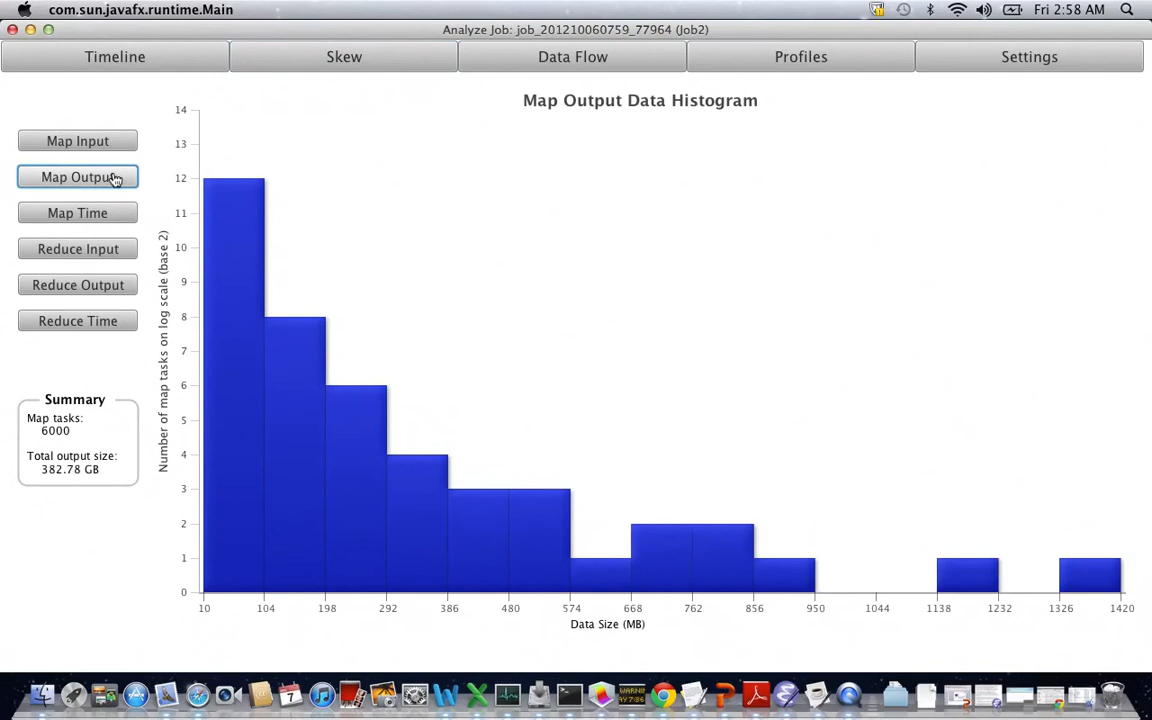 com.sun.javafx.runtime.Main
Fri 2:58 AM
Analyze Job: job_201210060759_77964 (Job2)
Timeline
Skew
Data Flow
Profiles
Settings
Map Input
Map Output
Map Time
Reduce Input
Reduce Output
Reduce Time
Summary
Map tasks:
6000
Total output size:
382.78 GB
Map Output Data Histogram
Number of map tasks on log scale (base 2)
14
13
12
11
10
9
8
7
6
5
4
3
2
1
0
10 104 198 292 386 480 574 668 762 856 950 1044 1138 1232 1326 1420
Data Size (MB)